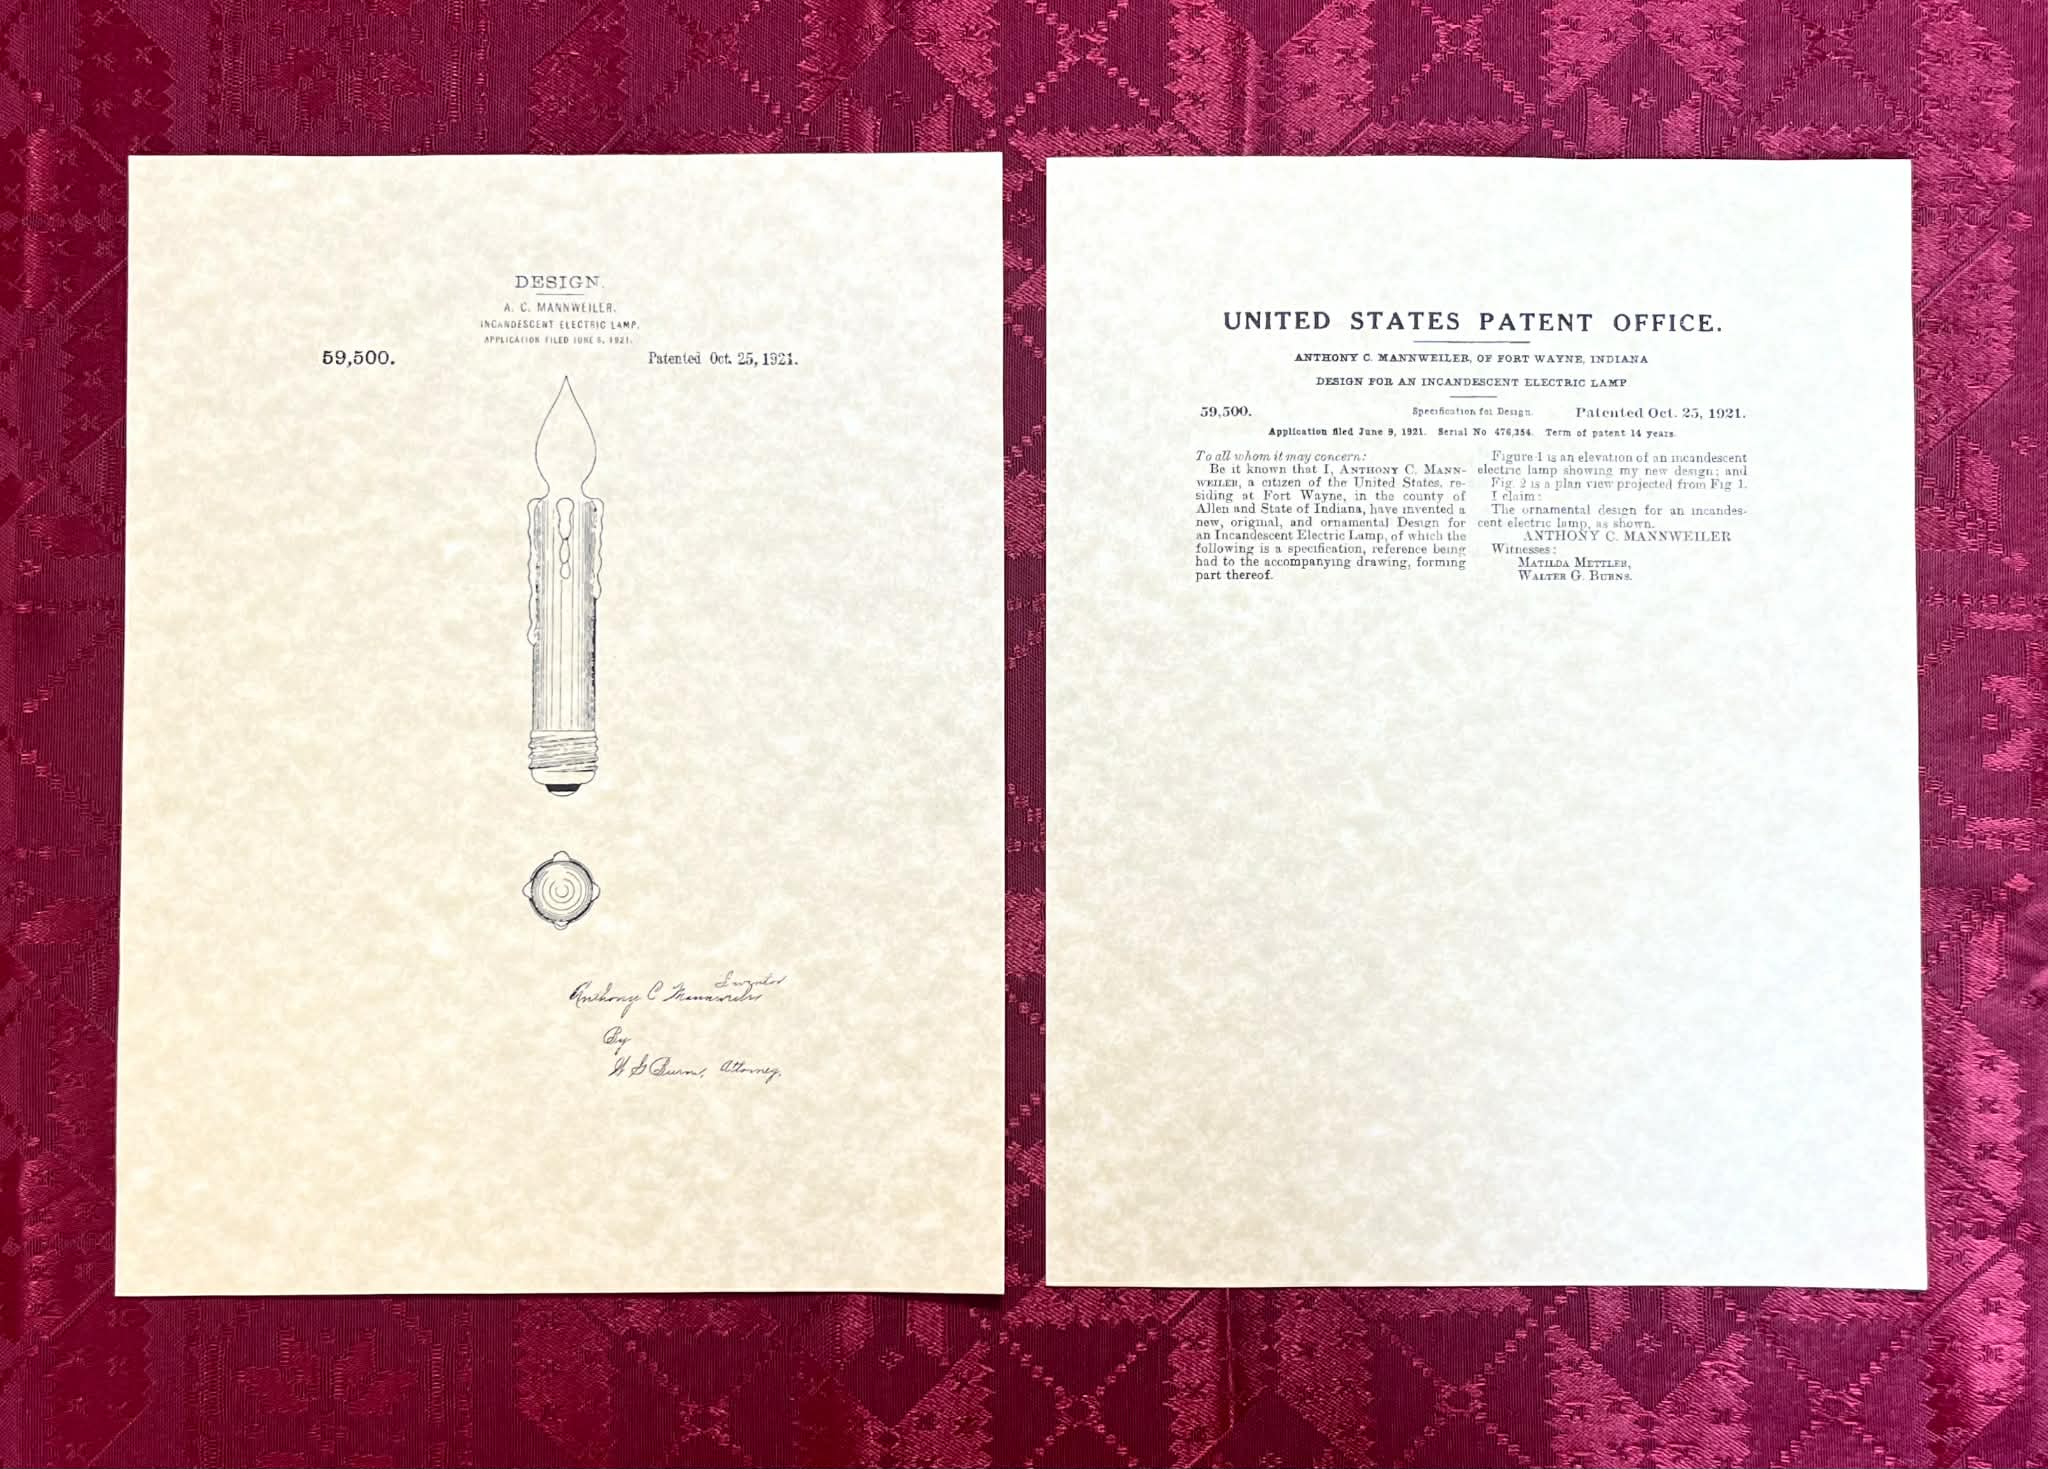 DESIGN.
A. C. MANNWEILER.
INCANDESCENT ELECTRIC LAMP.
APPLICATION FILED JUNE 9, 1921.
59,500.
Patented Oct. 25, 1921.
Inventor
Anthony C Mannweiler
By
W G Burns, Attorney.
UNITED STATES PATENT OFFICE.
ANTHONY C. MANNWEILER, OF FORT WAYNE, INDIANA
DESIGN FOR AN INCANDESCENT ELECTRIC LAMP
59,500.
Specification for Design.
Patented Oct. 25, 1921.
Application filed June 9, 1921. Serial No 476,354. Term of patent 14 years.
To all whom it may concern:
Be it known that I, ANTHONY C. MANN-
WEILER, a citizen of the United States, re-
siding at Fort Wayne, in the county of
Allen and State of Indiana, have invented a
new, original, and ornamental Design for
an Incandescent Electric Lamp, of which the
following is a specification, reference being
had to the accompanying drawing, forming
part thereof.
Figure 1 is an elevation of an incandescent
electric lamp showing my new design; and
Fig. 2 is a plan view projected from Fig 1.
I claim:
The ornamental design for an incandes-
cent electric lamp, as shown.
ANTHONY C. MANNWEILER
Witnesses:
MATILDA METTLER,
WALTER G. BURNS.